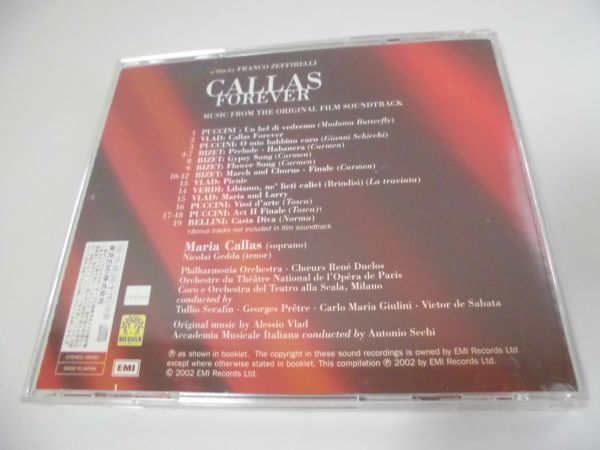 a film by FRANCO ZEFFIRELLI
CALLAS
FOREVER
MUSIC FROM THE ORIGINAL FILM SOUNDTRACK
1 PUCCINI: Un bel dì vedremo (Madama Butterfly)
2 VLAD: Callas Forever
3 PUCCINI: O mio babbino caro (Gianni Schicchi)
4-7 BIZET: Prelude · Habanera (Carmen)
8 BIZET: Gypsy Song (Carmen)
9 BIZET: Flower Song (Carmen)
10-12 BIZET: March and Chorus · Finale (Carmen)
13 VLAD: Picnic
14 VERDI: Libiamo, ne' lieti calici (Brindisi) (La traviata)
15 VLAD: Maria and Larry
16 PUCCINI: Vissi d'arte (Tosca)
17-18 PUCCINI: Act II Finale (Tosca)†
19 BELLINI: Casta Diva (Norma)
†Bonus tracks not included in film soundtrack
Maria Callas (soprano)
Nicolai Gedda (tenor)
Philharmonia Orchestra · Chœurs René Duclos
Orchestre du Théâtre National de l'Opéra de Paris
Coro e Orchestra del Teatro alla Scala, Milano
conducted by
Tullio Serafin · Georges Prêtre · Carlo Maria Giulini · Victor de Sabata
Original music by Alessio Vlad
Accademia Musicale Italiana conducted by Antonio Sechi
℗ as shown in booklet. The copyright in these sound recordings is owned by EMI Records Ltd
except where otherwise stated in booklet. This compilation ℗ 2002 by EMI Records Ltd.
© 2002 EMI Records Ltd.
MEDUSA
STEREO/MONO
MADE IN JAPAN
EMI